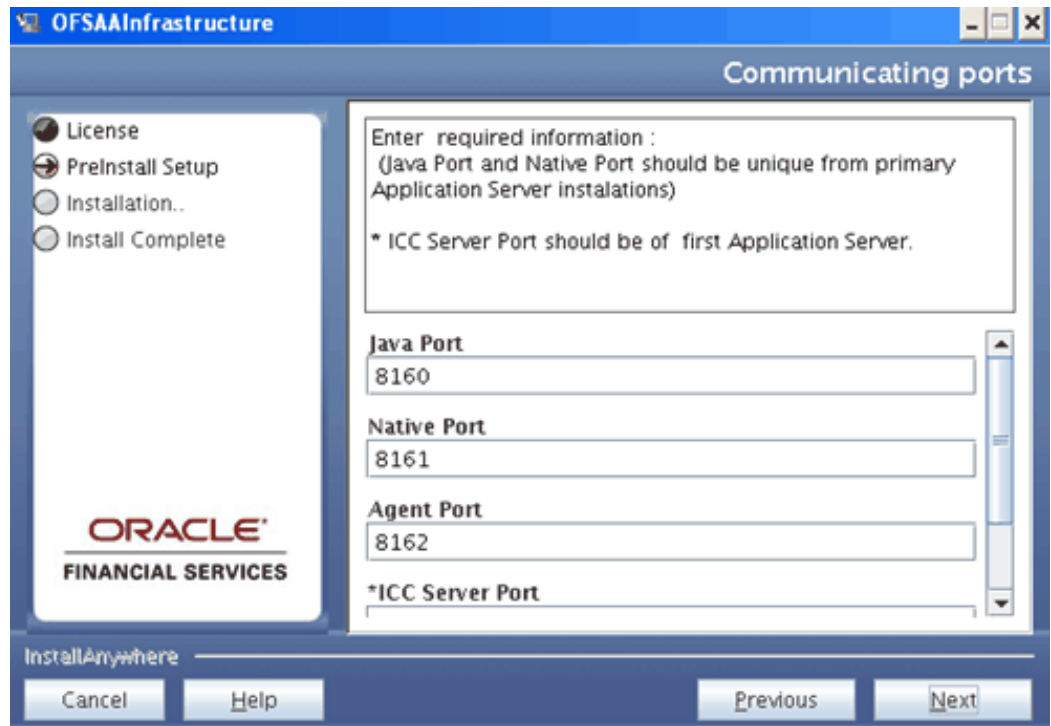 OFSAAInfrastructure
Communicating ports
License
PreInstall Setup
Installation..
Install Complete
ORACLE
FINANCIAL SERVICES
Enter required information :
(Java Port and Native Port should be unique from primary
Application Server instalations)
* ICC Server Port should be of first Application Server.
Java Port
8160
Native Port
8161
Agent Port
8162
*ICC Server Port
InstallAnywhere
Cancel
Help
Previous
Next